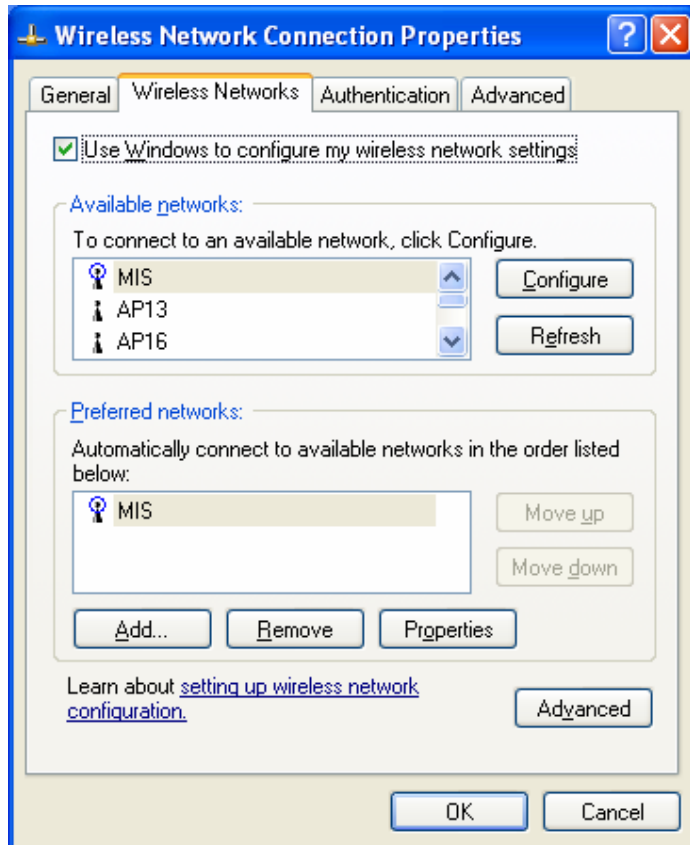 Wireless Network Connection Properties
General Wireless Networks Authentication Advanced
Use Windows to configure my wireless network settings
Available networks:
To connect to an available network, click Configure.
MIS
AP13
AP16
Configure
Refresh
Preferred networks:
Automatically connect to available networks in the order listed
below:
MIS
Move up
Move down
Add... Remove Properties
Learn about setting up wireless network
configuration.
Advanced
OK Cancel